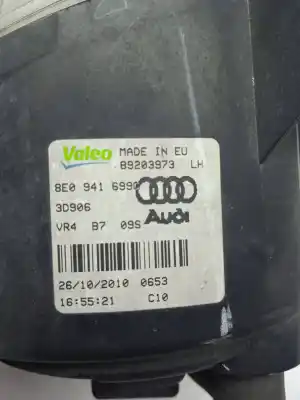 Valeo MADE IN EU
89203973 LH
8E0 941 699
3D906 Audi
VR4 B7 09S
26/10/2010 0653
16:55:21 C10